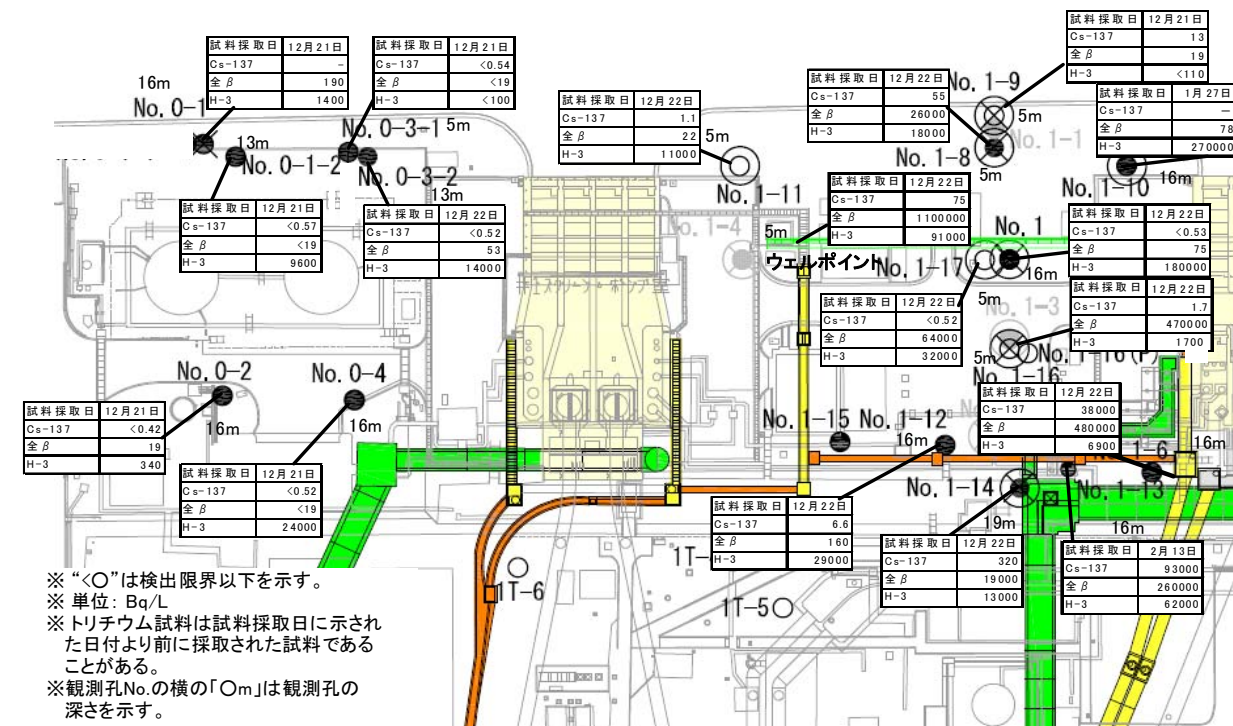 試料採取日 12月21日
Cs-137 －
全β 190
H-3 1400
試料採取日 12月21日
Cs-137 <0.54
全β <19
H-3 <100
試料採取日 12月21日
Cs-137 13
全β 19
H-3 <110
16m
No. 0-1
試料採取日 12月22日
Cs-137 1.1
全β 22
H-3 11000
試料採取日 12月22日
Cs-137 55
全β 26000
H-3 18000
No. 1-9
5m
No. 1-1
試料採取日 1月27日
Cs-137 －
全β 78
H-3 270000
13m
No. 0-1-2
No. 0-3-1
5m
No. 0-3-2
13m
5m
No. 1-11
No. 1-8
5m
No. 1-10
16m
試料採取日 12月21日
Cs-137 <0.57
全β <19
H-3 9600
試料採取日 12月22日
Cs-137 <0.52
全β 53
H-3 14000
試料採取日 12月22日
Cs-137 75
全β 1100000
H-3 91000
試料採取日 12月22日
Cs-137 <0.53
全β 75
H-3 180000
No. 1-4
5m
ウェルポイント
No. 1-17
No. 1
16m
5m
No. 1-3
試料採取日 12月22日
Cs-137 <0.52
全β 64000
H-3 32000
試料採取日 12月22日
Cs-137 1.7
全β 470000
H-3 1700
5m
No. 1-16(P)
No. 1-16
No. 0-2
16m
No. 0-4
16m
試料採取日 12月21日
Cs-137 <0.42
全β 19
H-3 340
試料採取日 12月21日
Cs-137 <0.52
全β <19
H-3 24000
No. 1-15
No. 1-12
16m
試料採取日 12月22日
Cs-137 38000
全β 480000
H-3 6900
16m
No. 1-6
No. 1-14
19m
No. 1-13
16m
試料採取日 12月22日
Cs-137 6.6
全β 160
H-3 29000
試料採取日 12月22日
Cs-137 320
全β 19000
H-3 13000
試料採取日 2月13日
Cs-137 93000
全β 260000
H-3 62000
1T-6
1T-5
※ “<○”は検出限界以下を示す。
※ 単位: Bq/L
※ トリチウム試料は試料採取日に示され
た日付より前に採取された試料である
ことがある。
※観測孔No.の横の「○m」は観測孔の
深さを示す。